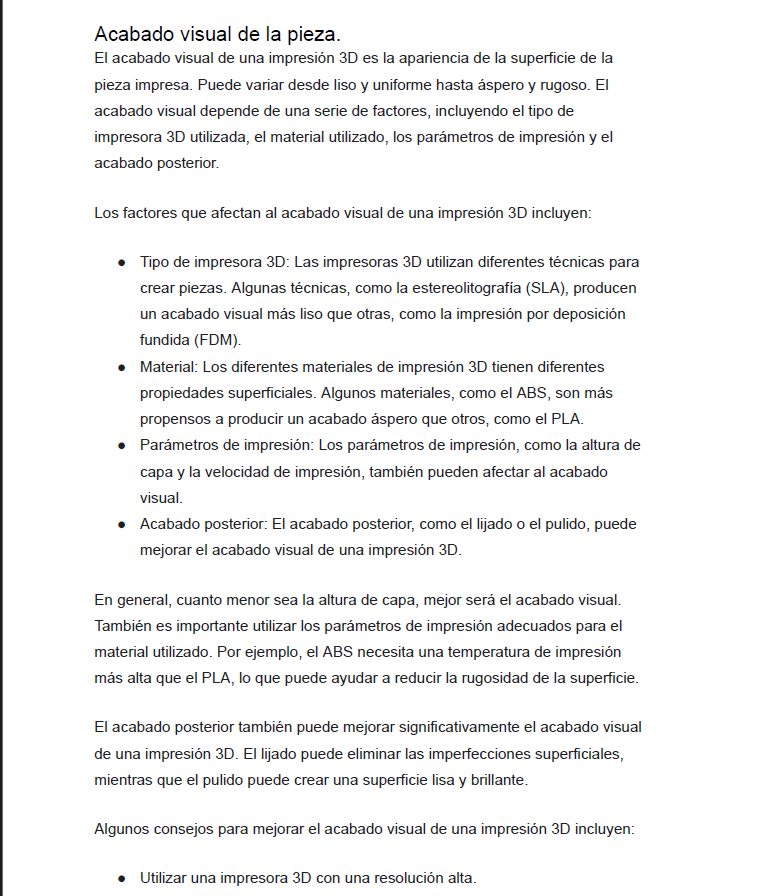 Acabado visual de la pieza.
El acabado visual de una impresión 3D es la apariencia de la superficie de la
pieza impresa. Puede variar desde liso y uniforme hasta áspero y rugoso. El
acabado visual depende de una serie de factores, incluyendo el tipo de
impresora 3D utilizada, el material utilizado, los parámetros de impresión y el
acabado posterior.
Los factores que afectan al acabado visual de una impresión 3D incluyen:
● Tipo de impresora 3D: Las impresoras 3D utilizan diferentes técnicas para
crear piezas. Algunas técnicas, como la estereolitografía (SLA), producen
un acabado visual más liso que otras, como la impresión por deposición
fundida (FDM).
● Material: Los diferentes materiales de impresión 3D tienen diferentes
propiedades superficiales. Algunos materiales, como el ABS, son más
propensos a producir un acabado áspero que otros, como el PLA.
● Parámetros de impresión: Los parámetros de impresión, como la altura de
capa y la velocidad de impresión, también pueden afectar al acabado
visual.
● Acabado posterior: El acabado posterior, como el lijado o el pulido, puede
mejorar el acabado visual de una impresión 3D.
En general, cuanto menor sea la altura de capa, mejor será el acabado visual.
También es importante utilizar los parámetros de impresión adecuados para el
material utilizado. Por ejemplo, el ABS necesita una temperatura de impresión
más alta que el PLA, lo que puede ayudar a reducir la rugosidad de la superficie.
El acabado posterior también puede mejorar significativamente el acabado visual
de una impresión 3D. El lijado puede eliminar las imperfecciones superficiales,
mientras que el pulido puede crear una superficie lisa y brillante.
Algunos consejos para mejorar el acabado visual de una impresión 3D incluyen:
● Utilizar una impresora 3D con una resolución alta.